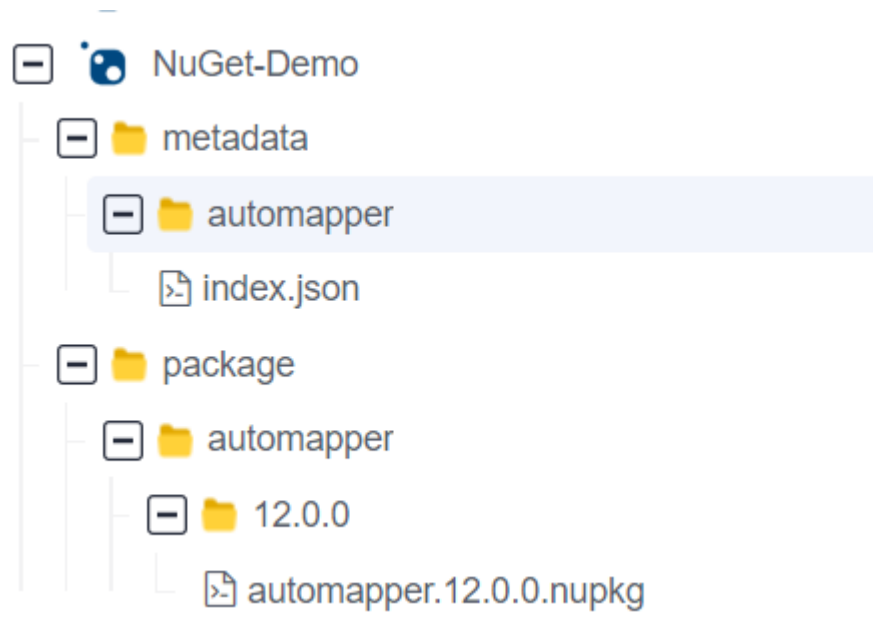 NuGet-Demo
metadata
automapper
index.json
package
automapper
12.0.0
automapper.12.0.0.nupkg